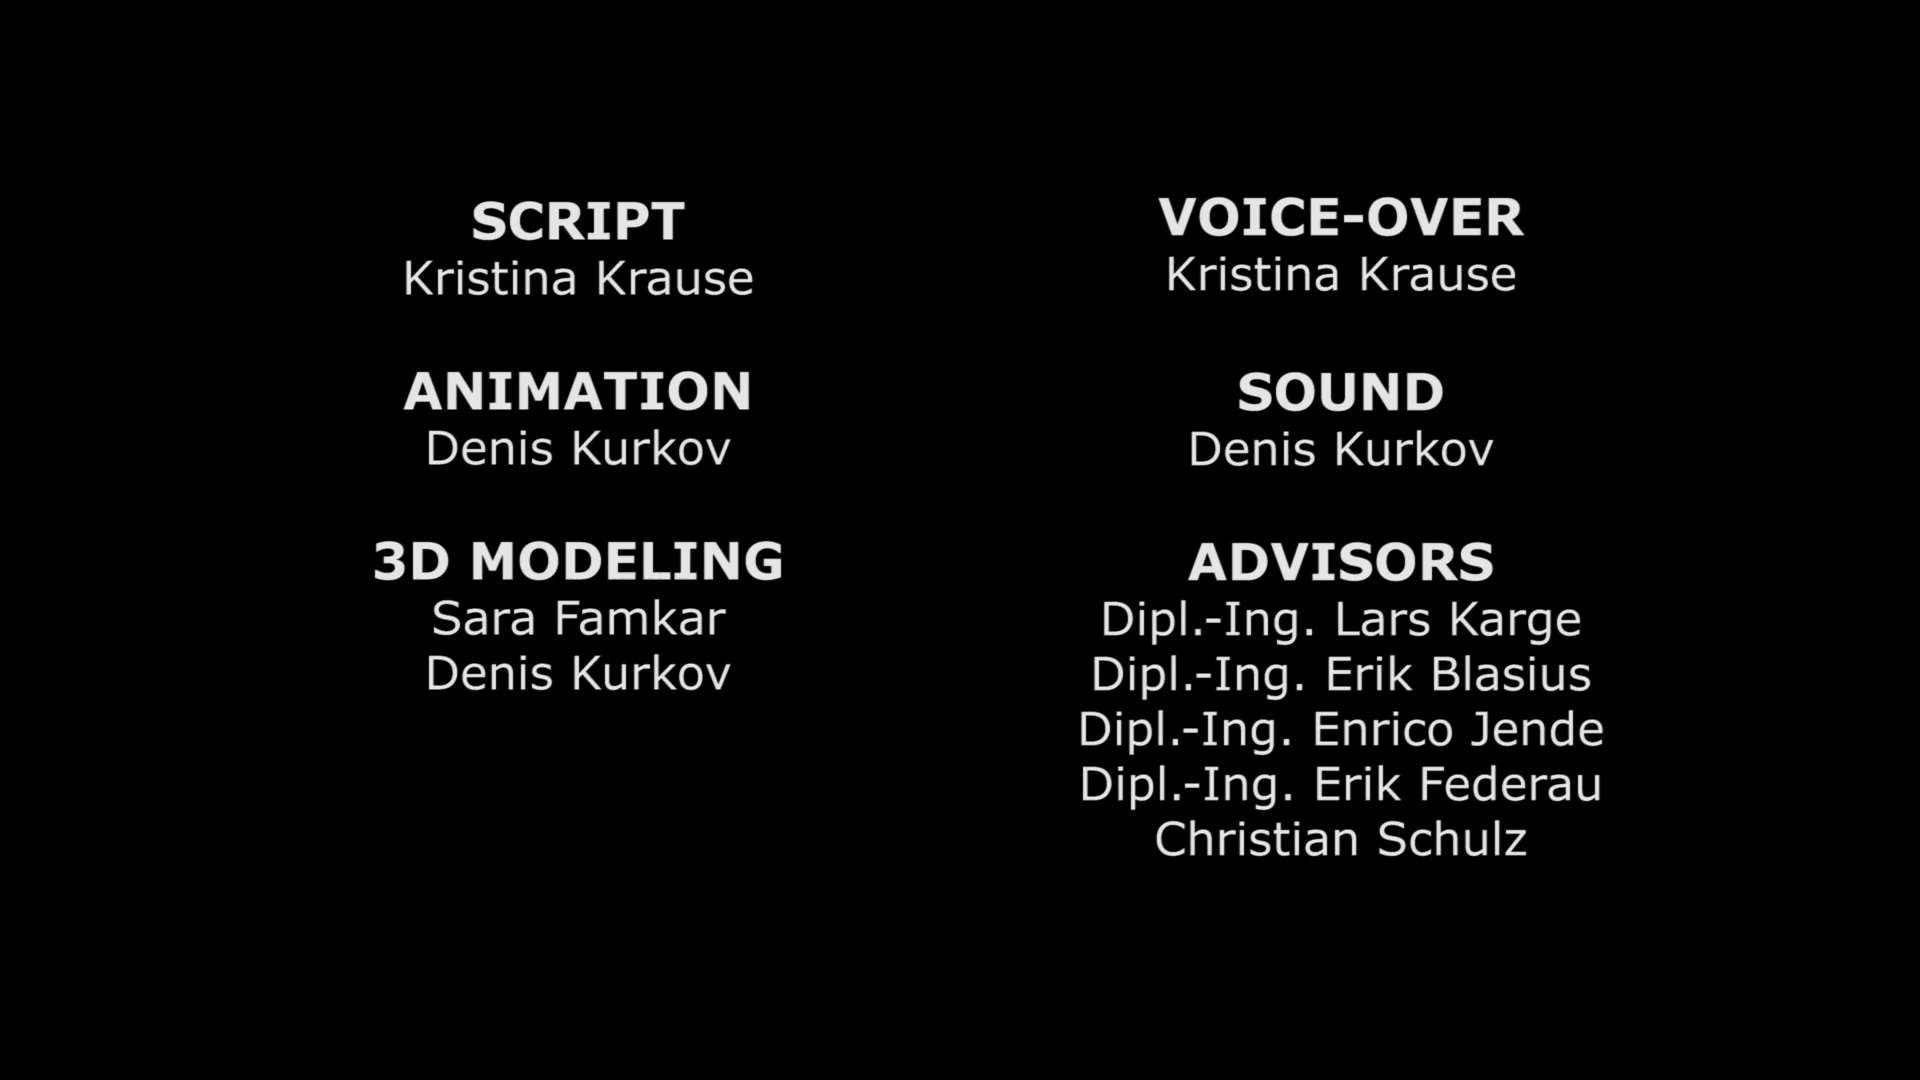 SCRIPT
Kristina Krause
ANIMATION
Denis Kurkov
3D MODELING
Sara Famkar
Denis Kurkov
VOICE-OVER
Kristina Krause
SOUND
Denis Kurkov
ADVISORS
Dipl.-Ing. Lars Karge
Dipl.-Ing. Erik Blasius
Dipl.-Ing. Enrico Jende
Dipl.-Ing. Erik Federau
Christian Schulz